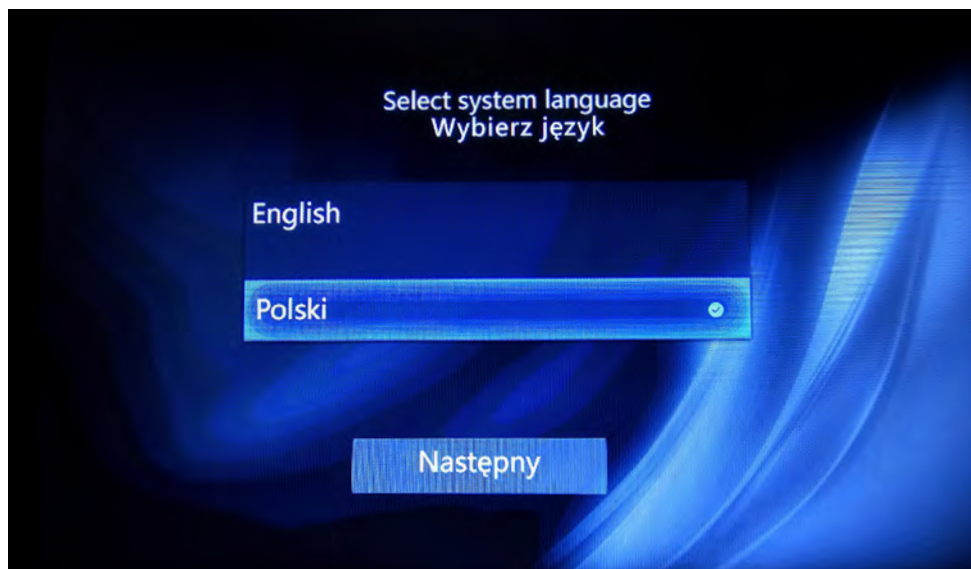 Select system language
Wybierz język
English
Polski
Następny